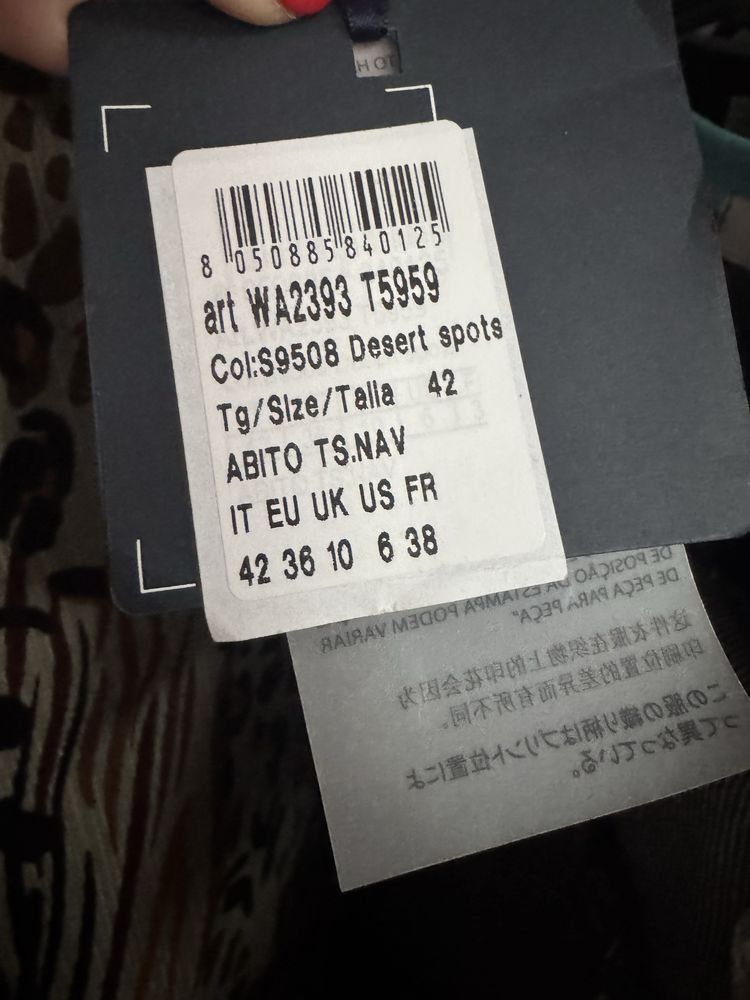 HOT
8 050885 840125
art WA2393 T5959
Col:S9508 Desert spots
Tg/Size/Talla 42
ABITO TS.NAV
IT EU UK US FR
42 36 10 6 38
DE POSIÇÃO DA ESTAMPA PODEM VARIAR
DE PEÇA PARA PEÇA"
这件衣服在织物上的印花会因为
印刷位置的差异而有所不同。
この服の織り柄はプリント位置によ
って異なっている。